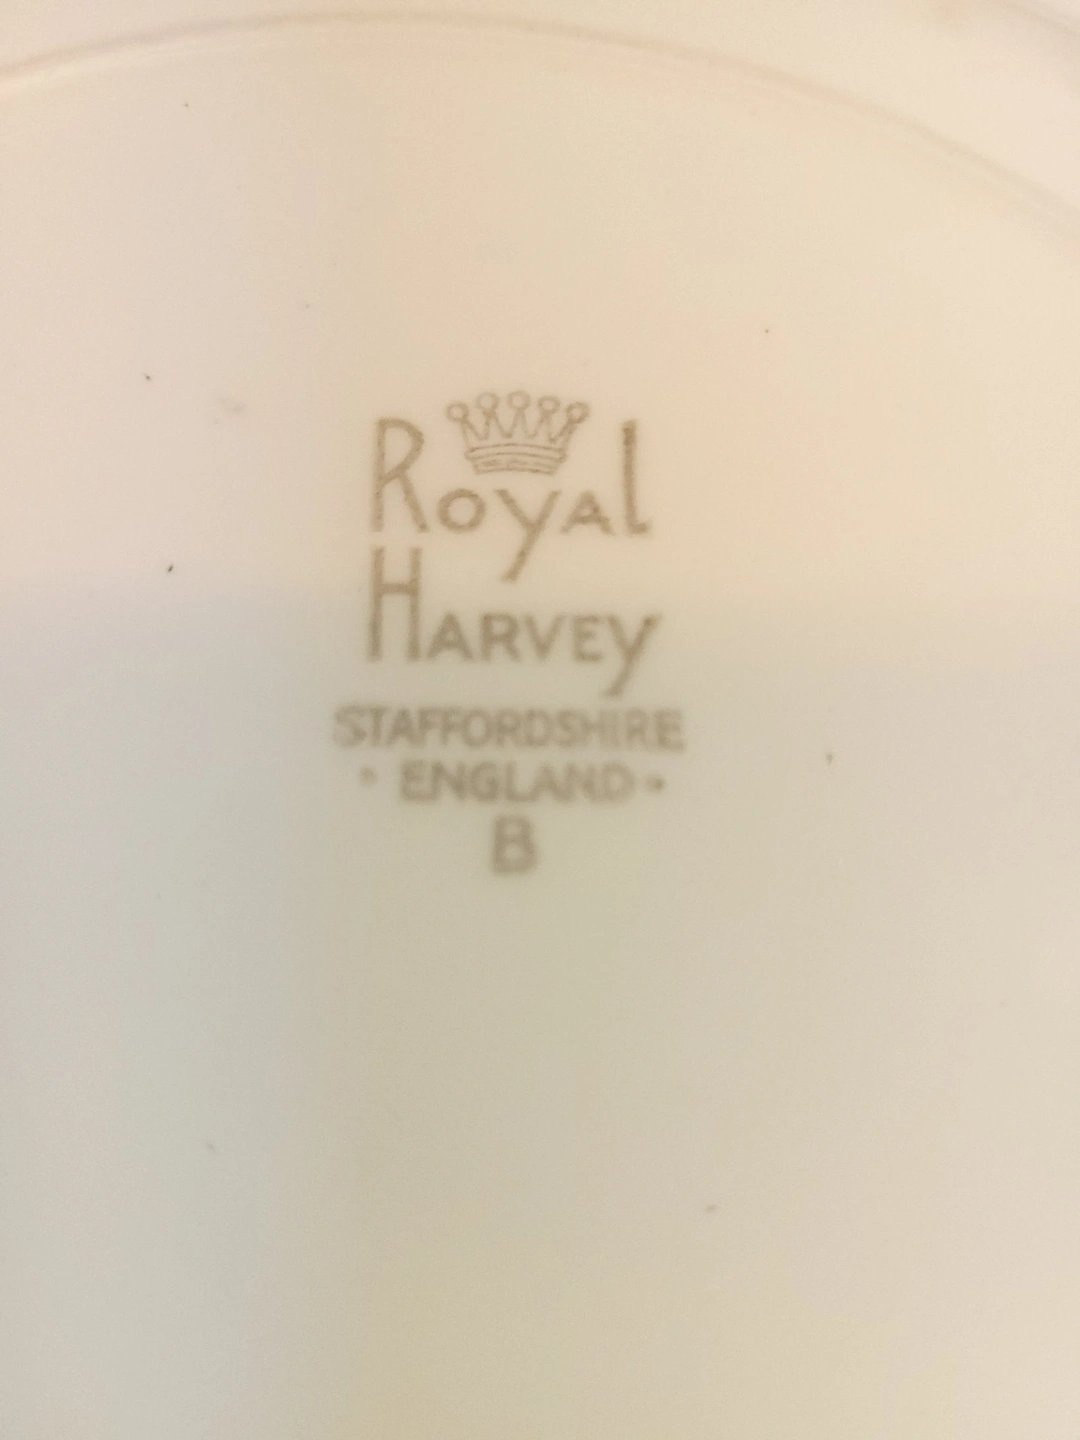 Royal
Harvey
STAFFORDSHIRE
• ENGLAND •
B